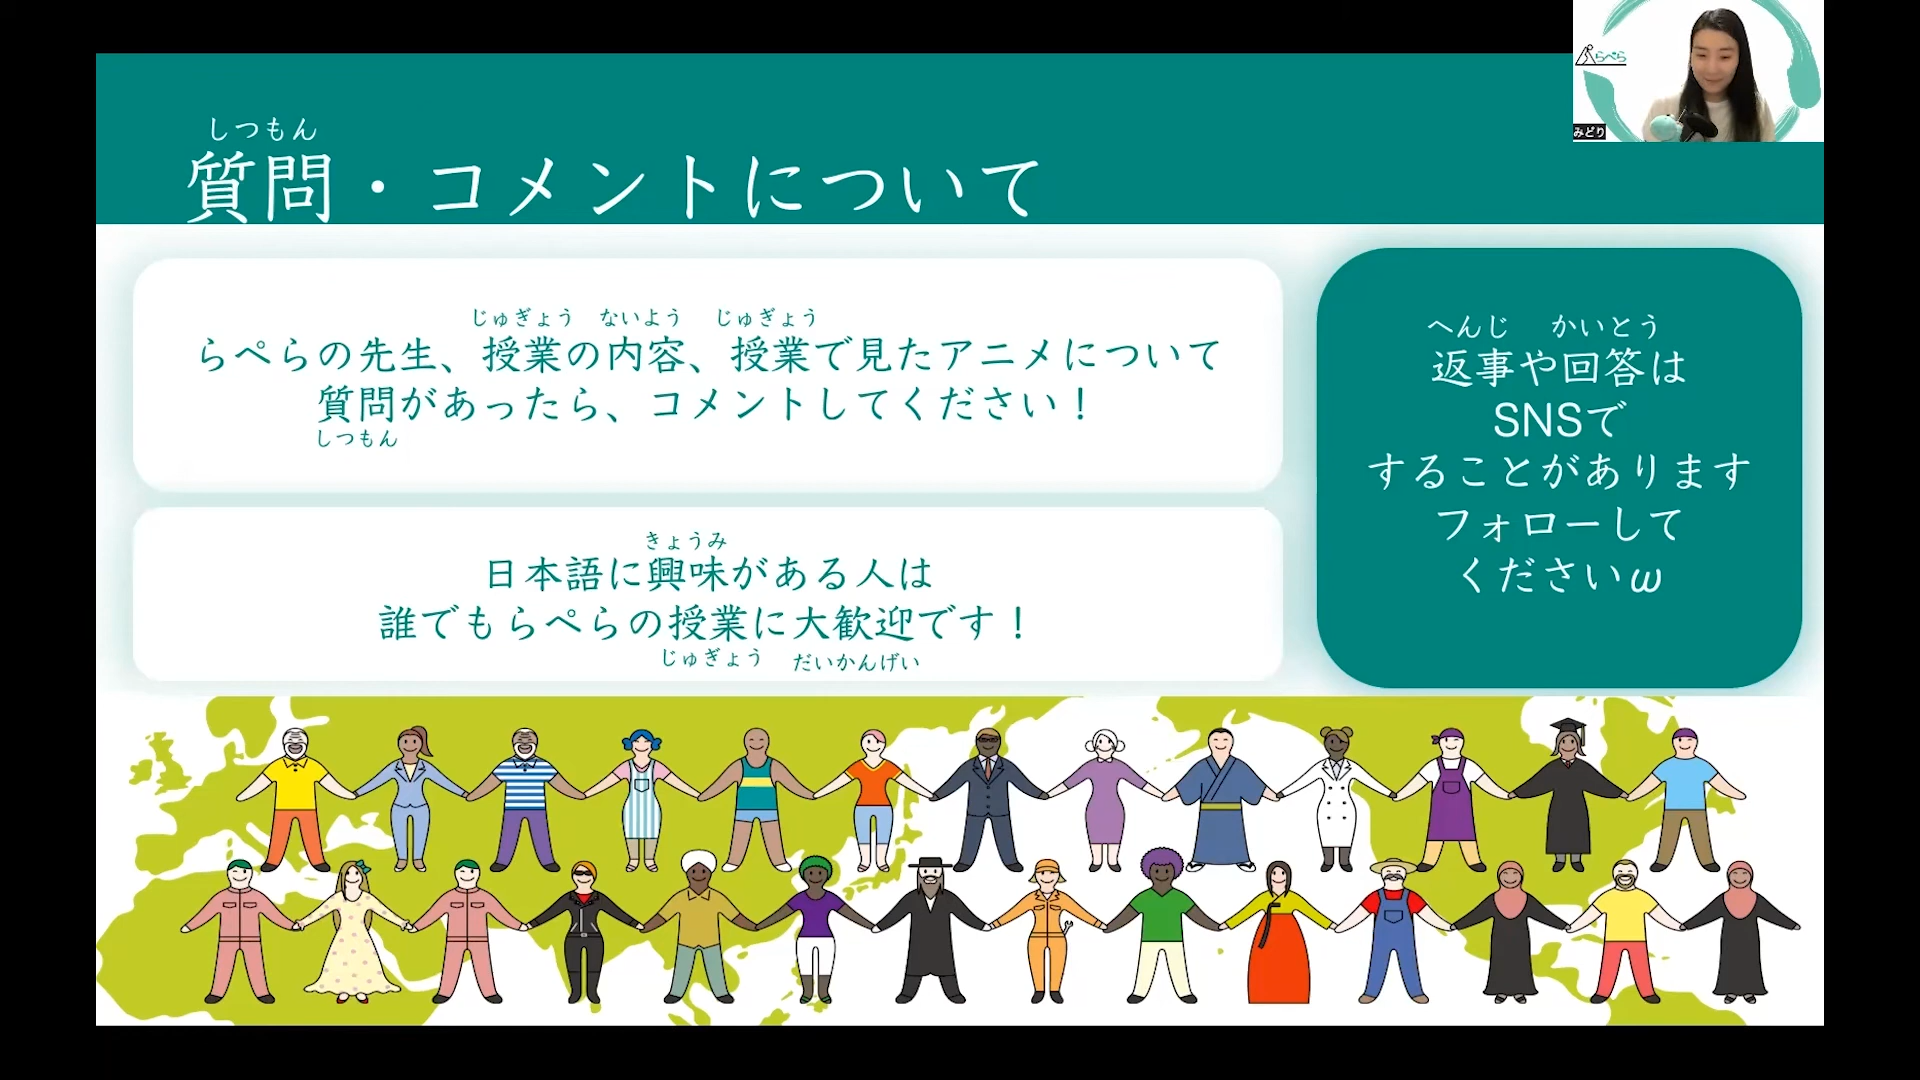 しつもん
質問・コメントについて
らぺら
みどり
じゅぎょう ないよう じゅぎょう
らぺらの先生、授業の内容、授業で見たアニメについて
質問があったら、コメントしてください！
しつもん
きょうみ
日本語に興味がある人は
誰でもらぺらの授業に大歓迎です！
じゅぎょう だいかんげい
へんじ かいとう
返事や回答は
SNSで
することがあります
フォローして
くださいω